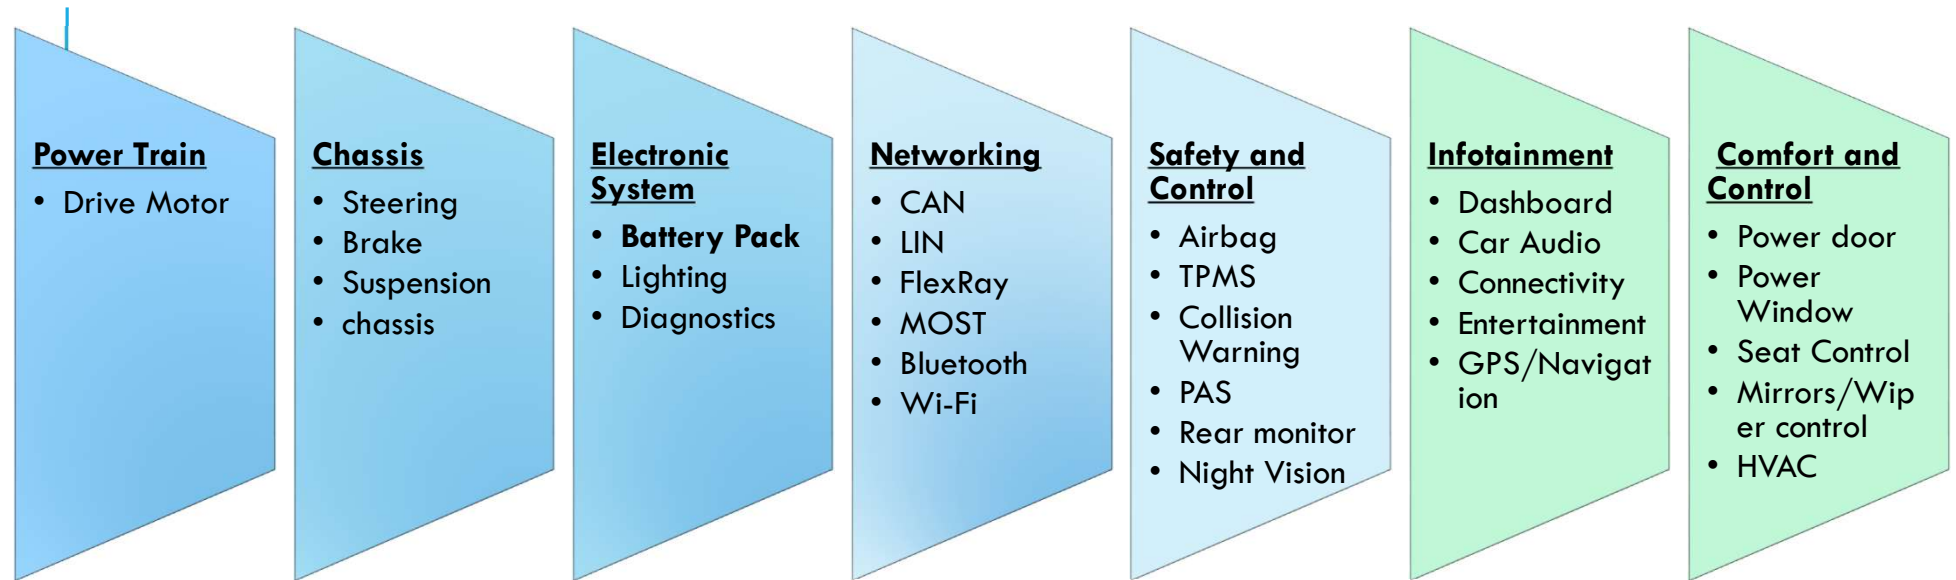 Power Train
• Drive Motor
Chassis
• Steering
• Brake
• Suspension
• chassis
Electronic
System
• Battery Pack
• Lighting
• Diagnostics
Networking
• CAN
• LIN
• FlexRay
• MOST
• Bluetooth
• Wi-Fi
Safety and
Control
• Airbag
• TPMS
• Collision
Warning
• PAS
• Rear monitor
• Night Vision
Infotainment
• Dashboard
• Car Audio
• Connectivity
• Entertainment
• GPS/Navigat
ion
Comfort and
Control
• Power door
• Power
Window
• Seat Control
• Mirrors/Wip
er control
• HVAC